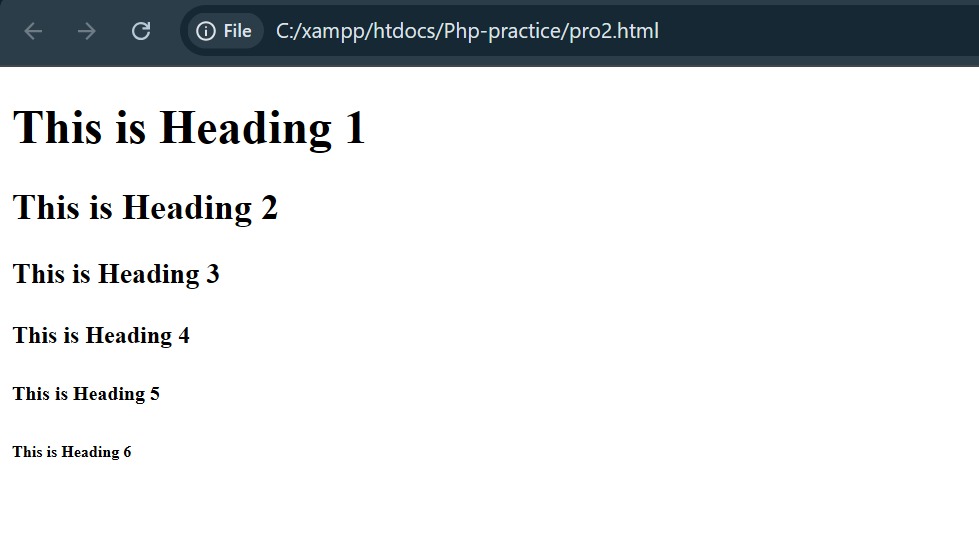 File C:/xampp/htdocs/Php-practice/pro2.html
This is Heading 1
This is Heading 2
This is Heading 3
This is Heading 4
This is Heading 5
This is Heading 6